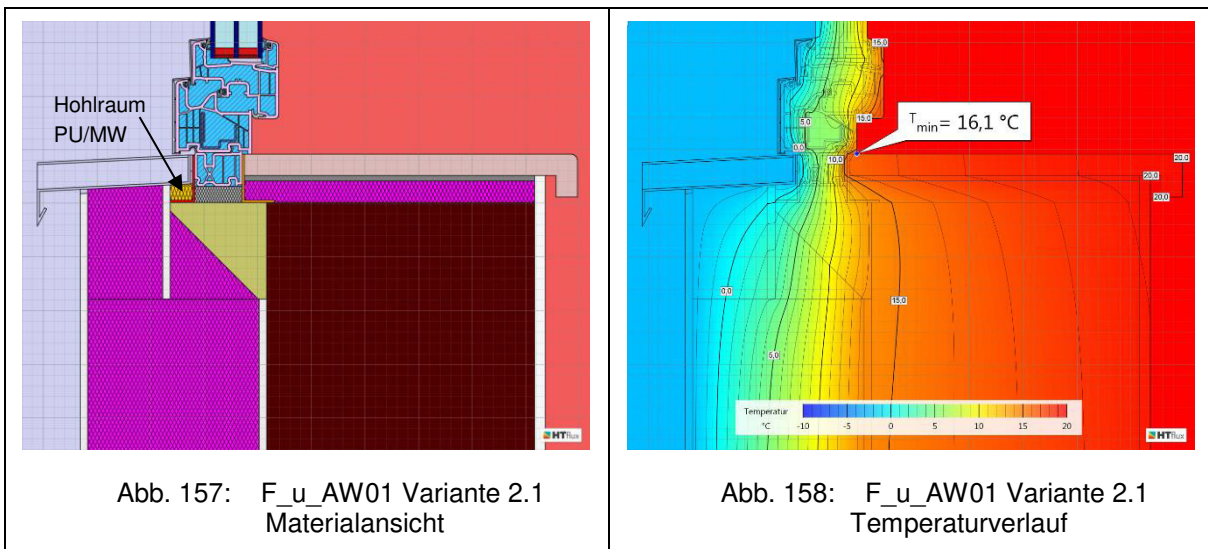 Hohlraum
PU/MW
HTflux
Abb. 157: F_u_AW01 Variante 2.1
Materialansicht
15,0
5,0
15,0
0,0
10,0
Tmin= 16,1 °C
20,0
20,0
20,0
0,0
15,0
5,0
Temperatur
°C -10 -5 0 5 10 15 20
HTflux
Abb. 158: F_u_AW01 Variante 2.1
Temperaturverlauf